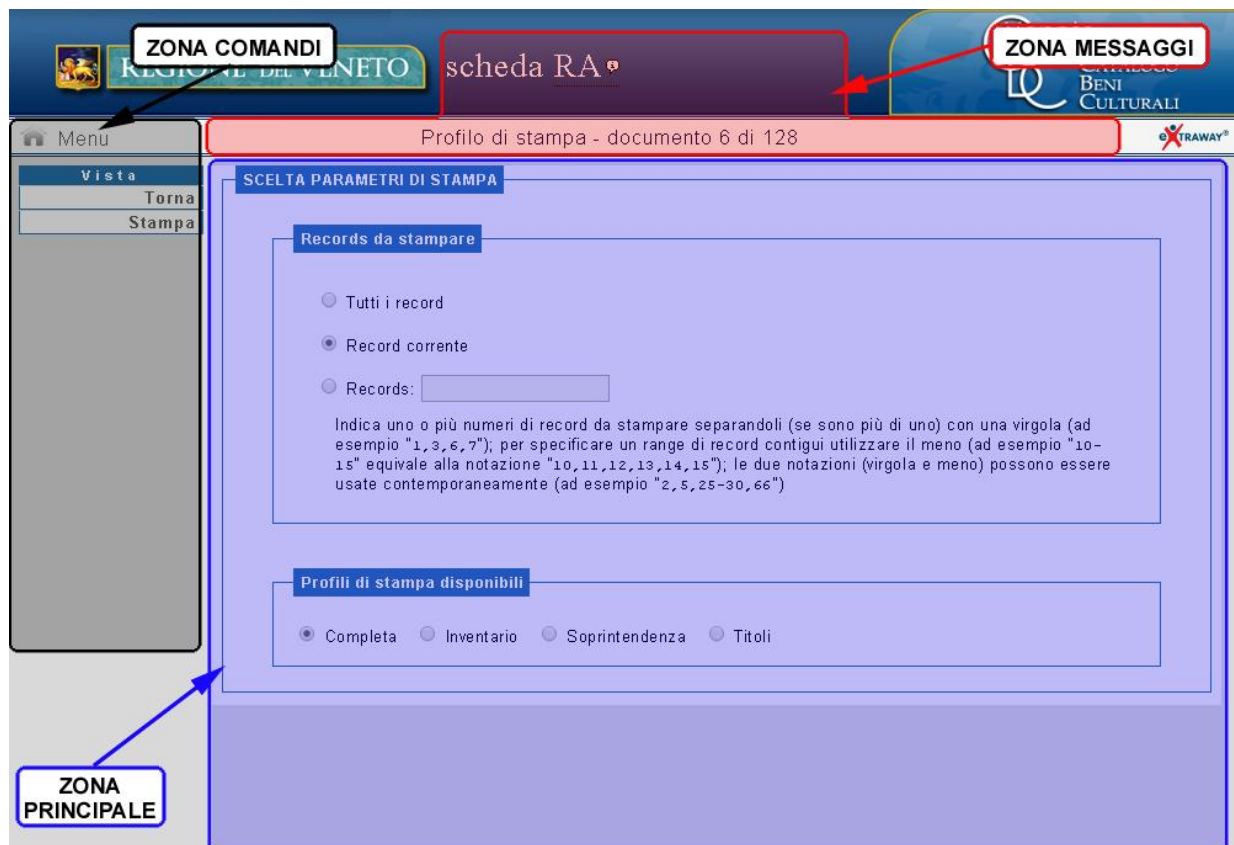 ZONA COMANDI
ZONA MESSAGGI
REGIONE DEL VENETO
scheda RA
BENI
CULTURALI
Menu
Profilo di stampa - documento 6 di 128
eXTRAWAY®
Vista
Torna
Stampa
SCELTA PARAMETRI DI STAMPA
Records da stampare
Tutti i record
Record corrente
Records:
Indica uno o più numeri di record da stampare separandoli (se sono più di uno) con una virgola (ad
esempio "1,3,6,7"); per specificare un range di record contigui utilizzare il meno (ad esempio "10-
15" equivale alla notazione "10,11,12,13,14,15"); le due notazioni (virgola e meno) possono essere
usate contemporaneamente (ad esempio "2,5,25-30,66")
Profili di stampa disponibili
Completa Inventario Soprintendenza Titoli
ZONA
PRINCIPALE